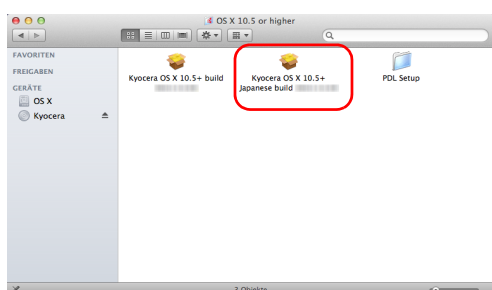 OS X 10.5 or higher
FAVORITEN
FREIGABEN
GERÄTE
OS X
Kyocera
Kyocera OS X 10.5+ build
Kyocera OS X 10.5+
Japanese build
PDL Setup
3 Objekte